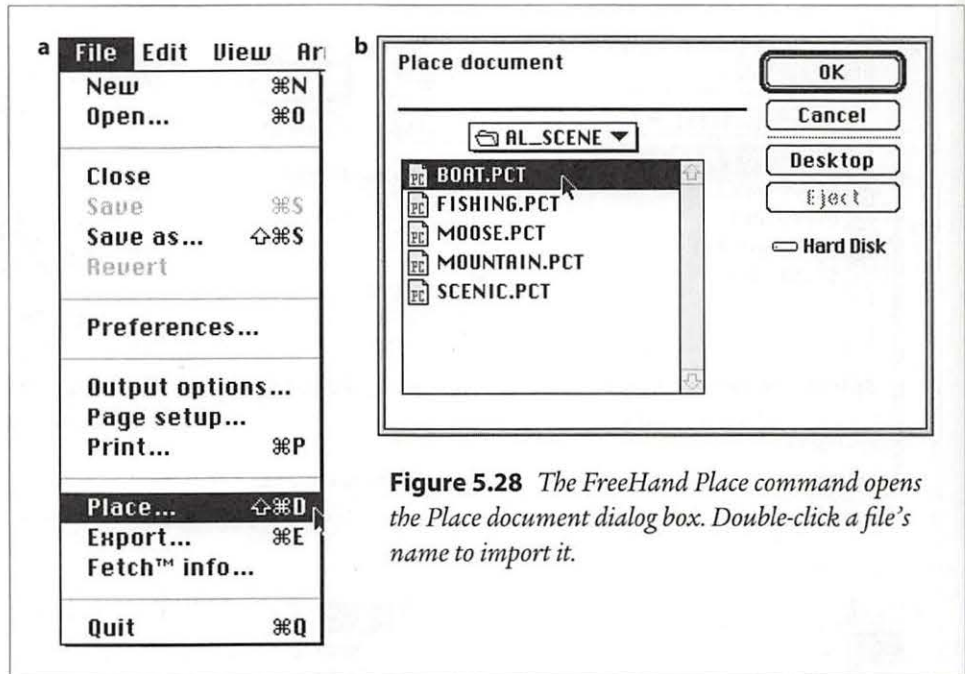 a
File Edit View Ar
New ⌘N
Open... ⌘O
Close
Save ⌘S
Save as... ⇧⌘S
Revert
Preferences...
Output options...
Page setup...
Print... ⌘P
Place... ⇧⌘D
Export... ⌘E
Fetch™ info...
Quit ⌘Q
b
Place document
AL_SCENE
BOAT.PCT
FISHING.PCT
MOOSE.PCT
MOUNTAIN.PCT
SCENIC.PCT
OK
Cancel
Desktop
Eject
Hard Disk
Figure 5.28 The FreeHand Place command opens
the Place document dialog box. Double-click a file's
name to import it.